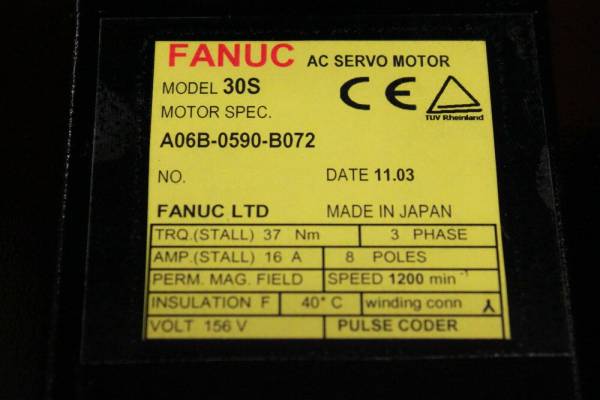 FANUC AC SERVO MOTOR
MODEL 30S
MOTOR SPEC.
CE
TUV Rheinland
A06B-0590-B072
NO. DATE 11.03
FANUC LTD MADE IN JAPAN
TRQ.(STALL) 37 Nm 3 PHASE
AMP.(STALL) 16 A 8 POLES
PERM. MAG. FIELD SPEED 1200 min⁻¹
INSULATION F 40° C winding conn
VOLT 156 V PULSE CODER